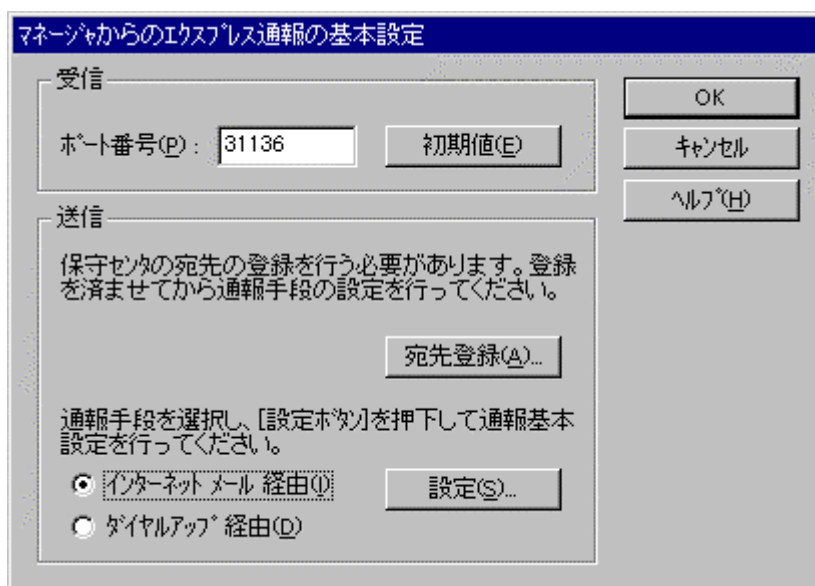 ﾏﾈｰｼﾞｬからのｴｸｽﾌﾟﾚｽ通報の基本設定
受信
ﾎﾟｰﾄ番号(P)： 31136 初期値(E)
OK
ｷｬﾝｾﾙ
ﾍﾙﾌﾟ(H)
送信
保守ｾﾝﾀの宛先の登録を行う必要があります。登録
を済ませてから通報手段の設定を行ってください。
宛先登録(A)...
通報手段を選択し、[設定ﾎﾞﾀﾝ]を押下して通報基本
設定を行ってください。
ｲﾝﾀｰﾈｯﾄ ﾒｰﾙ 経由(I) 設定(S)...
ﾀﾞｲﾔﾙｱｯﾌﾟ 経由(D)